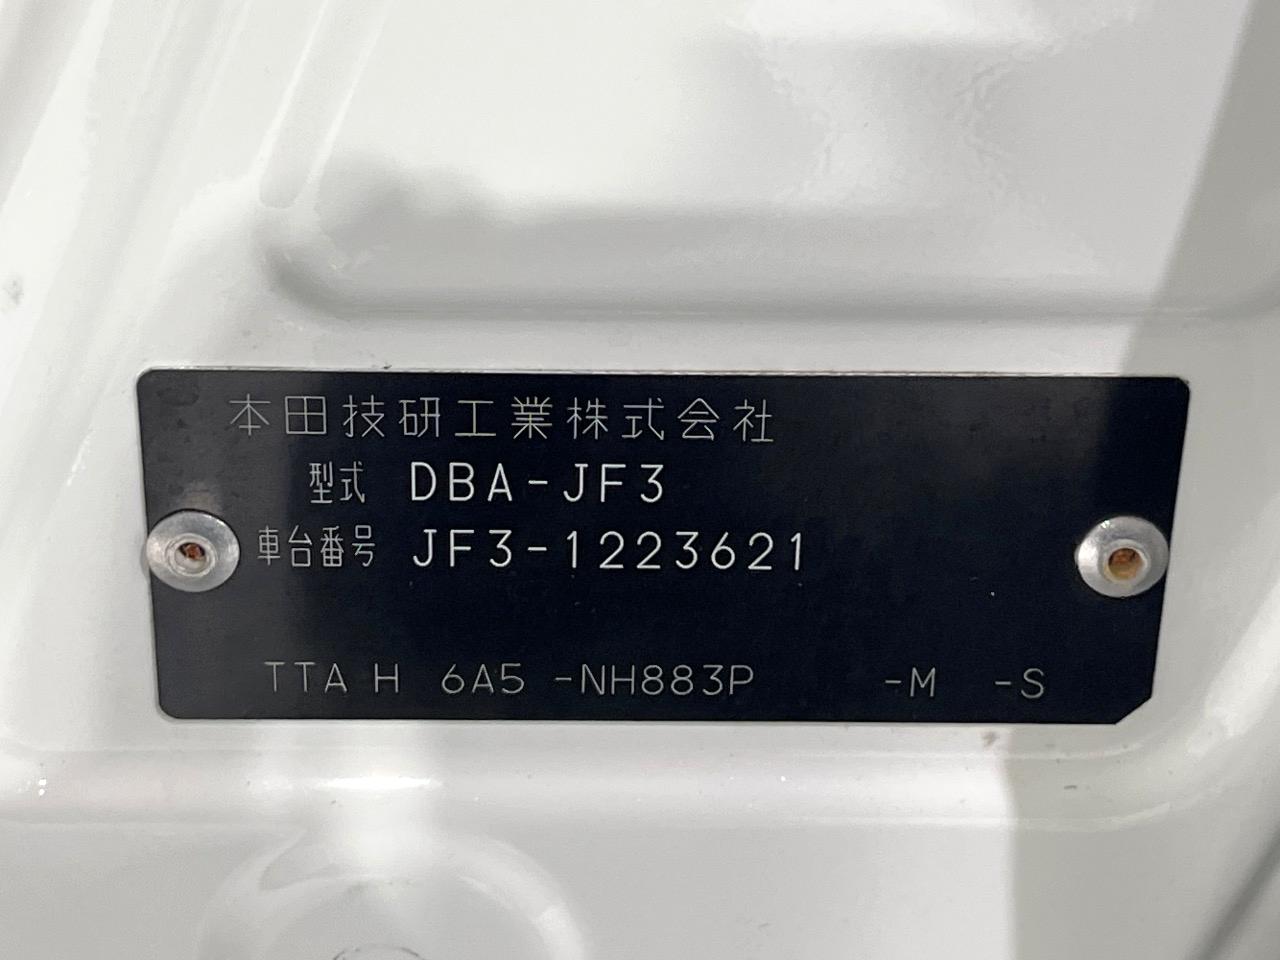 本田技研工業株式会社
型式 DBA-JF3
車台番号 JF3-1223621
TTA H 6A5 -NH883P -M -S